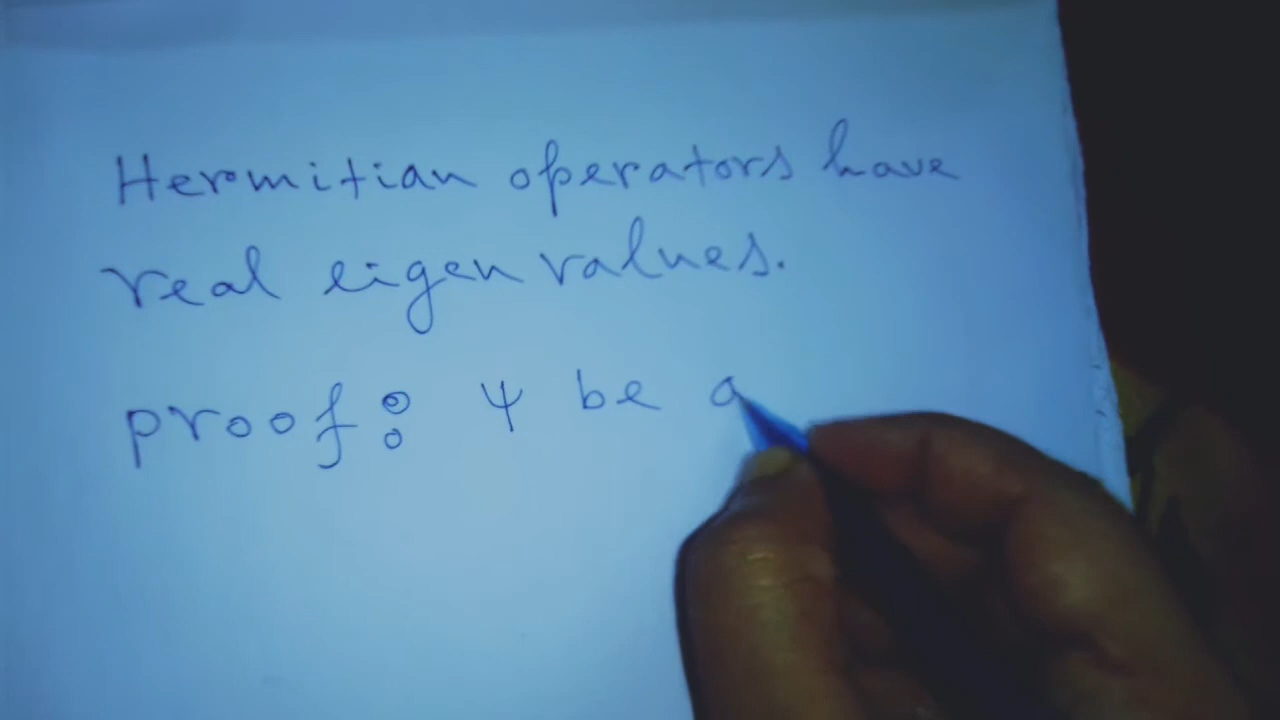 Hermitian operators have
real eigen values.
proof: ψ be a